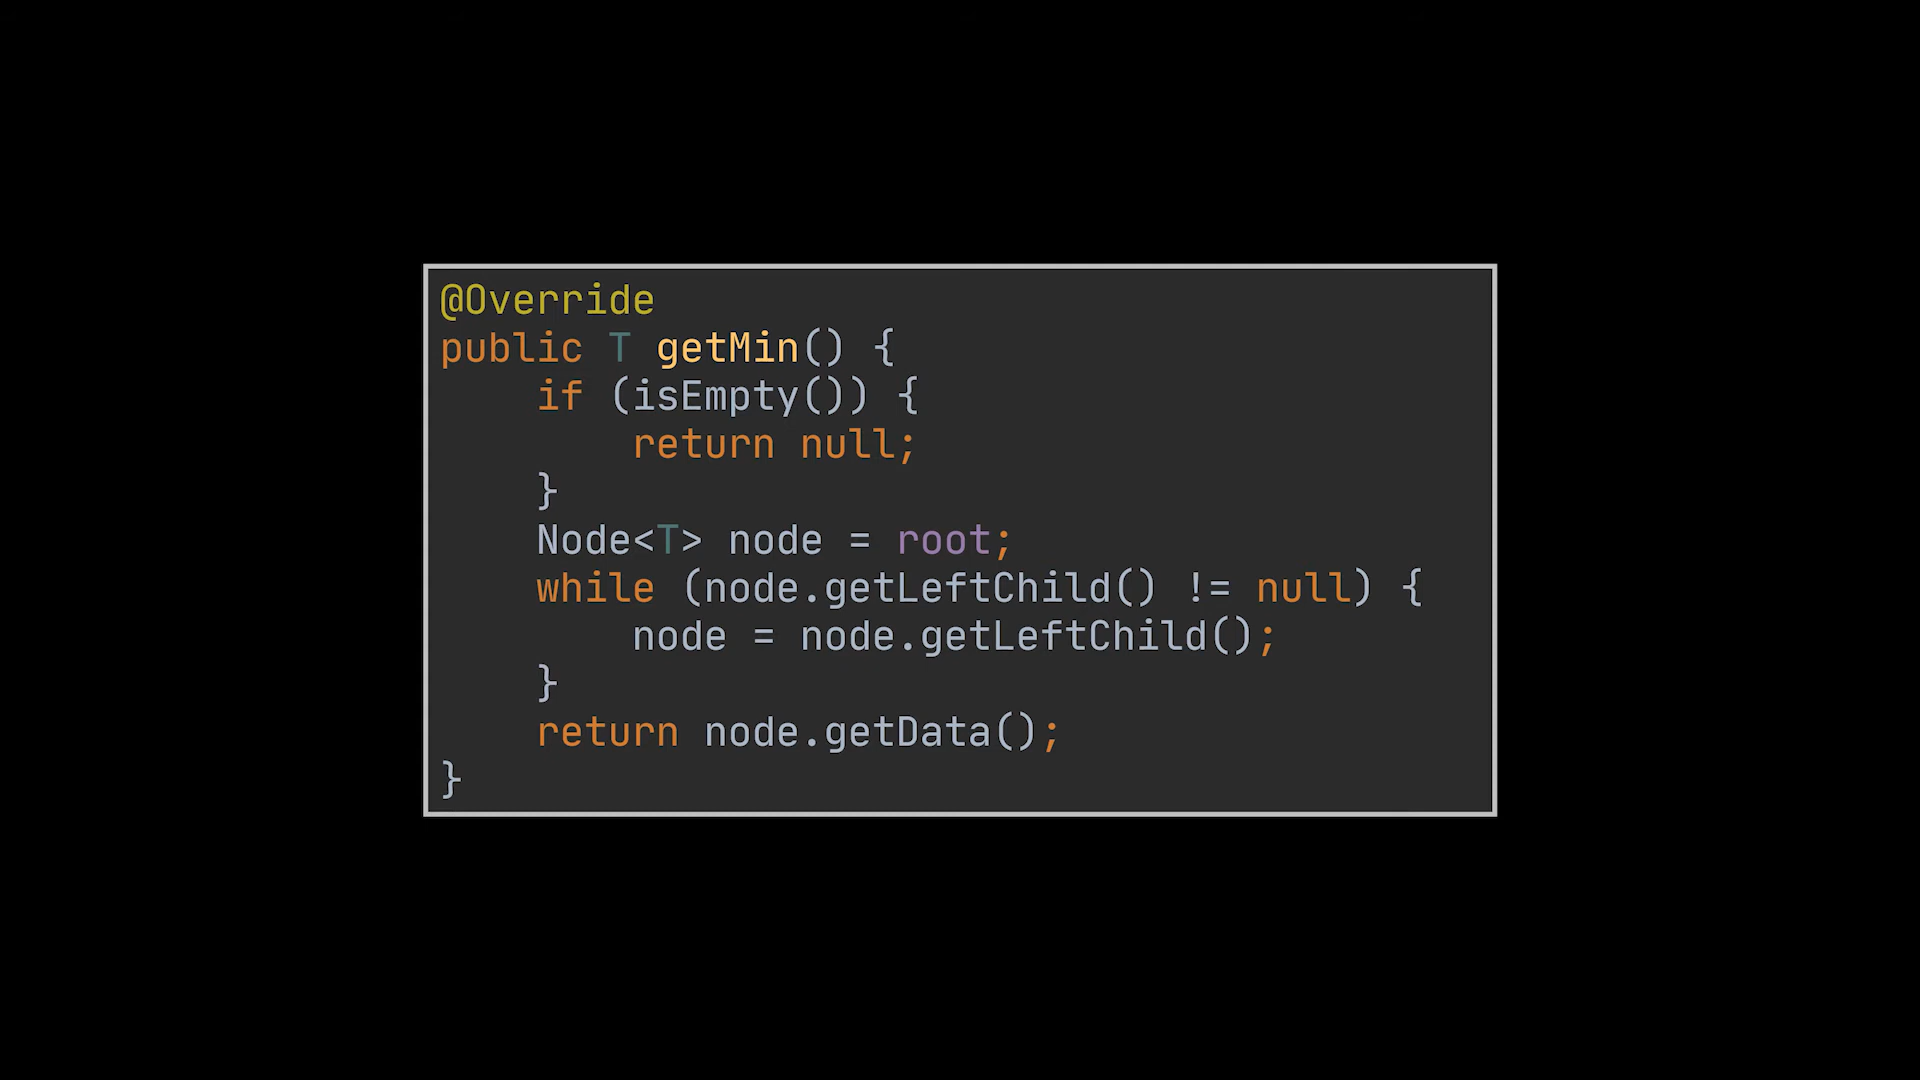 @Override
public T getMin() {
    if (isEmpty()) {
        return null;
    }
    Node<T> node = root;
    while (node.getLeftChild() != null) {
        node = node.getLeftChild();
    }
    return node.getData();
}